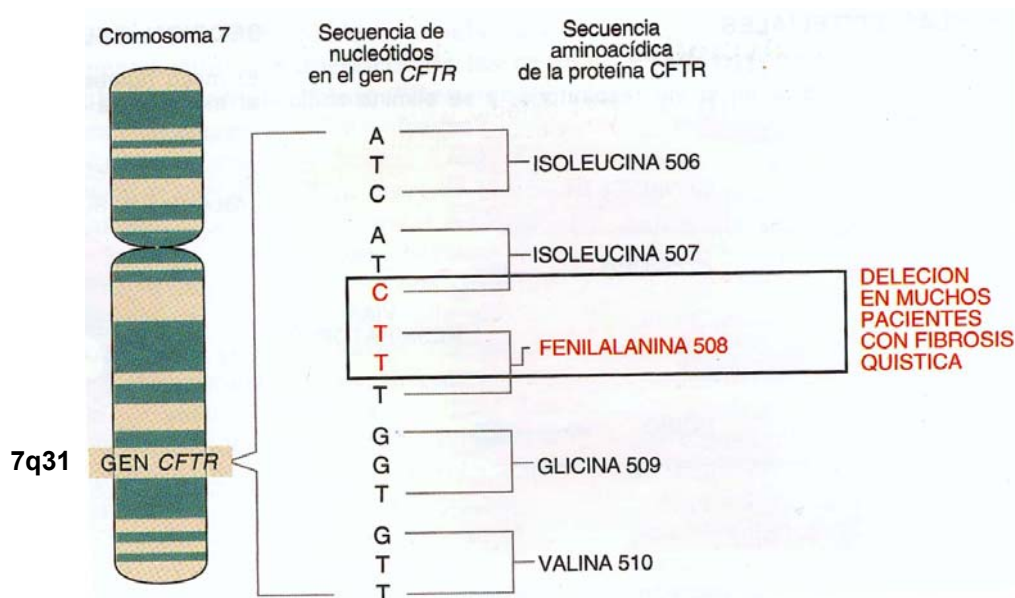 Cromosoma 7
Secuencia de
nucleótidos
en el gen CFTR
Secuencia
aminoacídica
de la proteína CFTR
A
T
C
ISOLEUCINA 506
A
T
C
ISOLEUCINA 507
T
T
T
FENILALANINA 508
DELECION
EN MUCHOS
PACIENTES
CON FIBROSIS
QUISTICA
7q31
GEN CFTR
G
G
T
GLICINA 509
G
T
T
VALINA 510